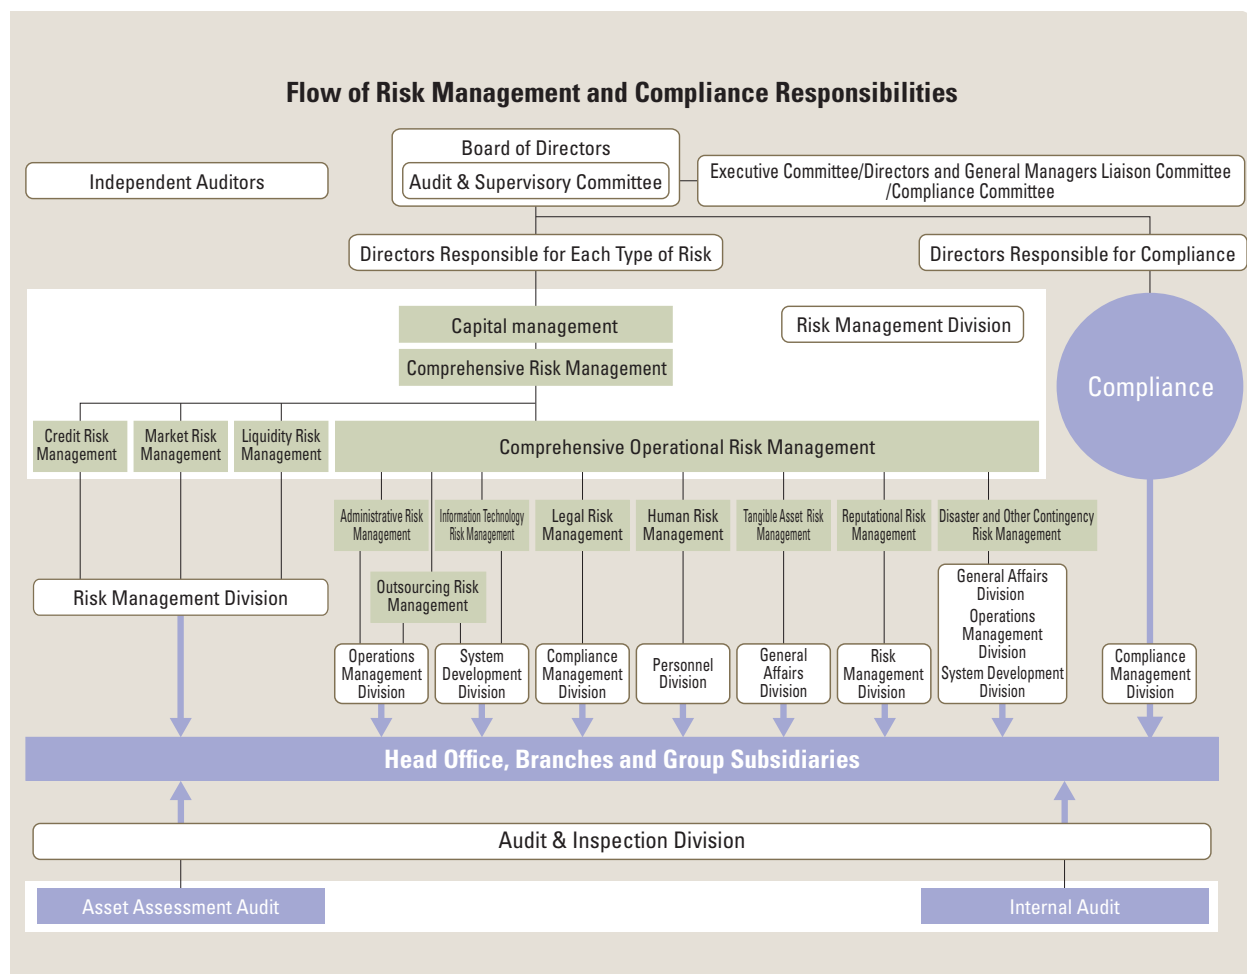 Flow of Risk Management and Compliance Responsibilities
Board of Directors
Independent Auditors
Audit & Supervisory Committee
Executive Committee/Directors and General Managers Liaison Committee
/Compliance Committee
Directors Responsible for Each Type of Risk
Directors Responsible for Compliance
Capital management
Risk Management Division
Comprehensive Risk Management
Compliance
Credit Risk
Management
Market Risk
Management
Liquidity Risk
Management
Comprehensive Operational Risk Management
Administrative Risk
Management
Information Technology
Risk Management
Legal Risk
Management
Human Risk
Management
Tangible Asset Risk
Management
Reputational Risk
Management
Disaster and Other Contingency
Risk Management
Outsourcing Risk
Management
Risk Management Division
Operations
Management
Division
System
Development
Division
Compliance
Management
Division
Personnel
Division
General
Affairs
Division
Risk
Management
Division
General Affairs
Division
Operations
Management
Division
System Development
Division
Compliance
Management
Division
Head Office, Branches and Group Subsidiaries
Audit & Inspection Division
Asset Assessment Audit
Internal Audit